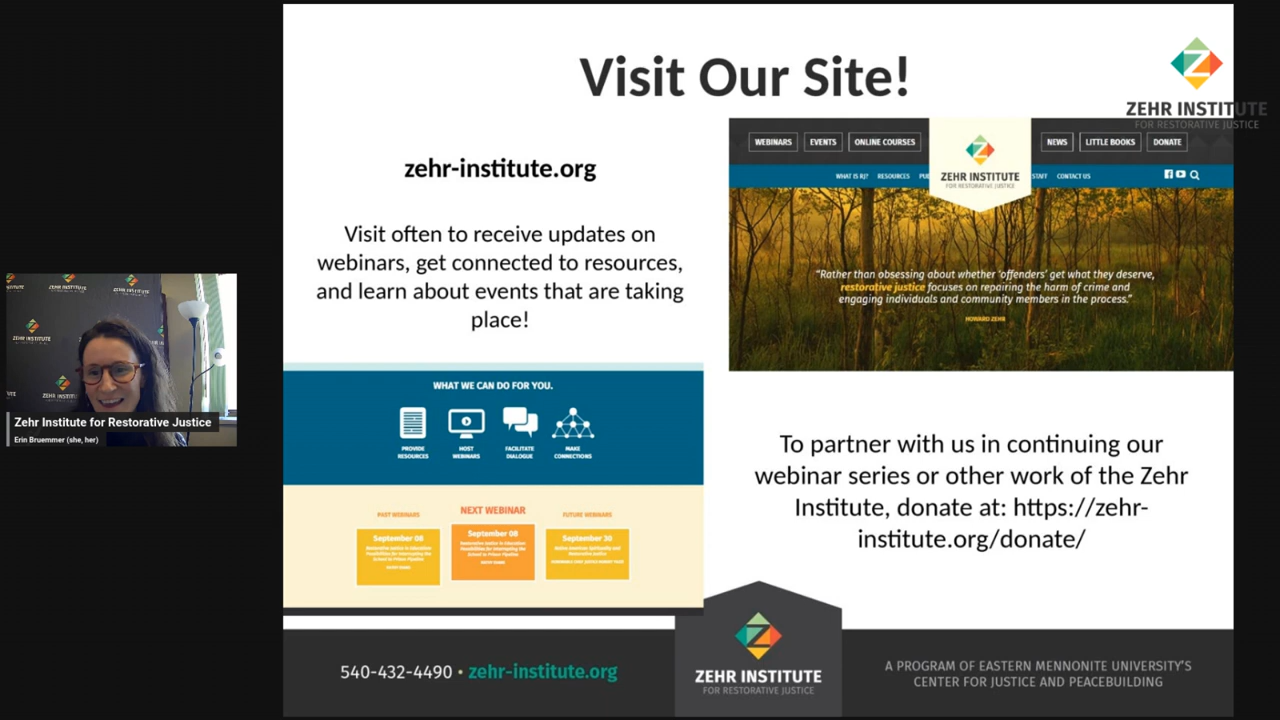 Visit Our Site!
ZEHR INSTITUTE
FOR RESTORATIVE JUSTICE
zehr-institute.org
Visit often to receive updates on
webinars, get connected to resources,
and learn about events that are taking
place!
WEBINARS
EVENTS
ONLINE COURSES
NEWS
LITTLE BOOKS
DONATE
WHAT IS RJ?
RESOURCES
STAFF
CONTACT US
ZEHR INSTITUTE
FOR RESTORATIVE JUSTICE
“Rather than obsessing about whether ‘offenders’ get what they deserve,
restorative justice focuses on repairing the harm of crime and
engaging individuals and community members in the process.”
HOWARD ZEHR
ZEHR INSTITUTE
ZEHR INSTITUTE
ZEHR INSTITUTE
Zehr Institute for Restorative Justice
Erin Bruemmer (she, her)
WHAT WE CAN DO FOR YOU.
PROVIDE
RESOURCES
HOST
WEBINARS
FACILITATE
DIALOGUE
MAKE
CONNECTIONS
PAST WEBINARS
NEXT WEBINAR
FUTURE WEBINARS
September 08
September 08
September 30
To partner with us in continuing our
webinar series or other work of the Zehr
Institute, donate at: https://zehr-
institute.org/donate/
540-432-4490 • zehr-institute.org
ZEHR INSTITUTE
FOR RESTORATIVE JUSTICE
A PROGRAM OF EASTERN MENNONITE UNIVERSITY’S
CENTER FOR JUSTICE AND PEACEBUILDING